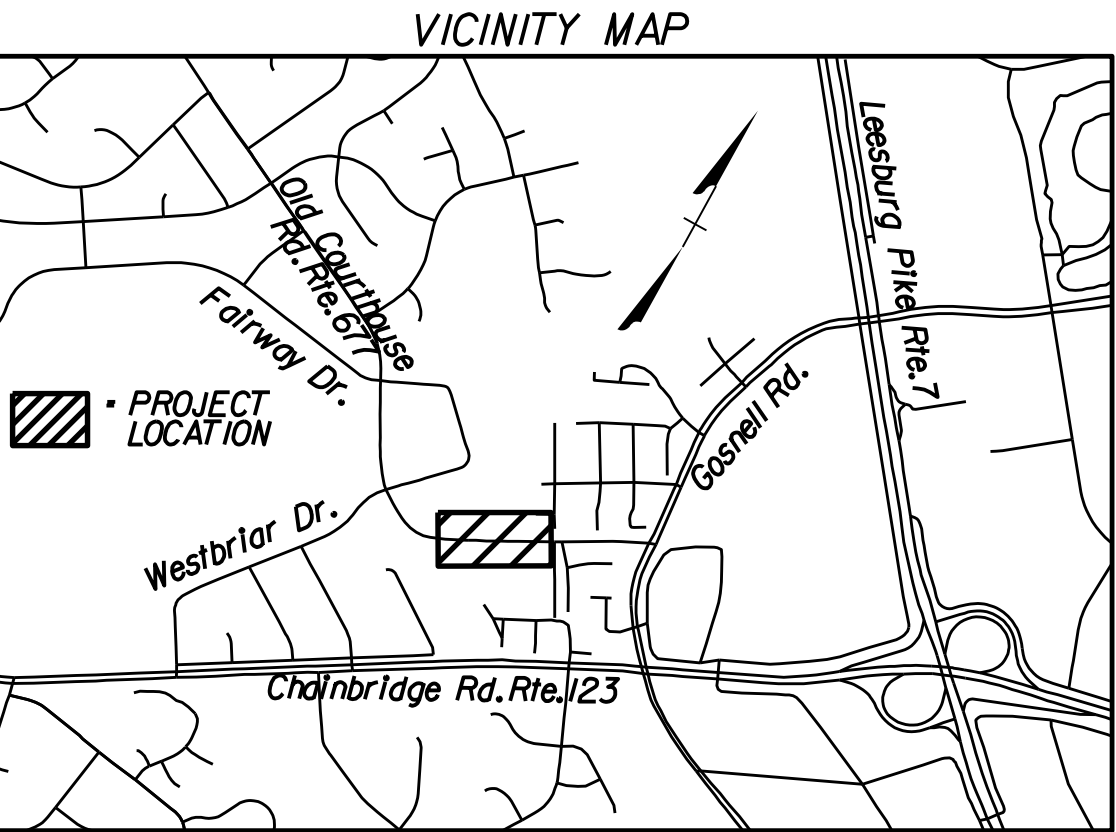 VICINITY MAP
Leesburg Pike Rte.7
Old Courthouse
Rd.Rte.677
Fairway Dr.
- PROJECT
LOCATION
Gosnell Rd.
Westbriar Dr.
Chainbridge Rd.Rte.123